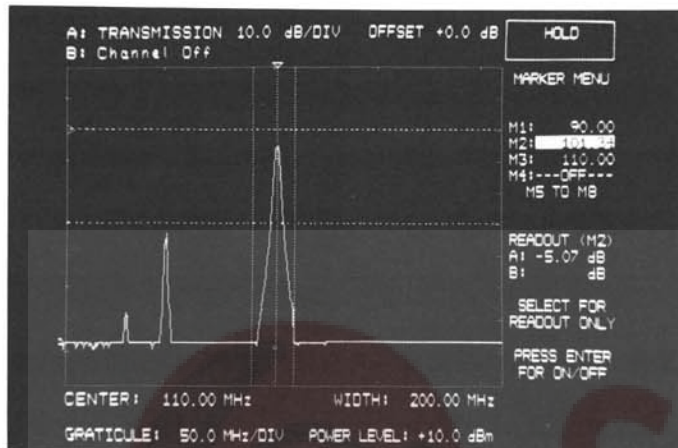 A: TRANSMISSION 10.0 dB/DIV OFFSET +0.0 dB
B: Channel Off
HOLD
MARKER MENU
M1: 90.00
M2: 101.34
M3: 110.00
M4:---OFF---
M5 TO M8
READOUT (M2)
A: -5.07 dB
B: dB
SELECT FOR
READOUT ONLY
PRESS ENTER
FOR ON/OFF
CENTER: 110.00 MHz WIDTH: 200.00 MHz
GRATICULE: 50.0 MHz/DIV POWER LEVEL: +10.0 dBm